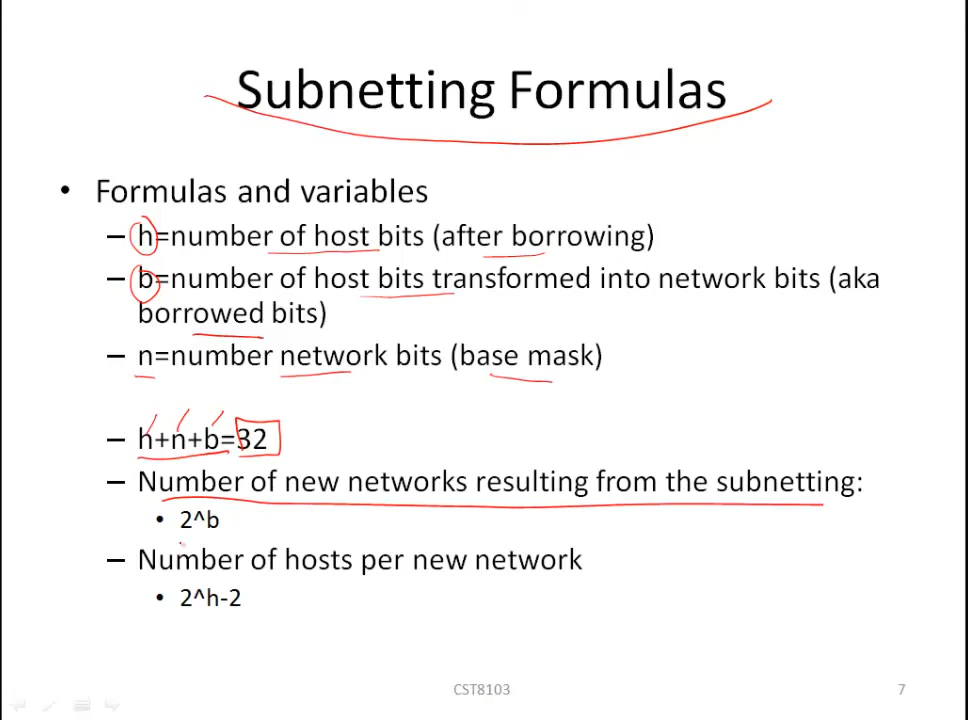 Subnetting Formulas
• Formulas and variables
– h=number of host bits (after borrowing)
– b=number of host bits transformed into network bits (aka
borrowed bits)
– n=number network bits (base mask)
– h+n+b=32
– Number of new networks resulting from the subnetting:
• 2^b
– Number of hosts per new network
• 2^h-2
CST8103
7